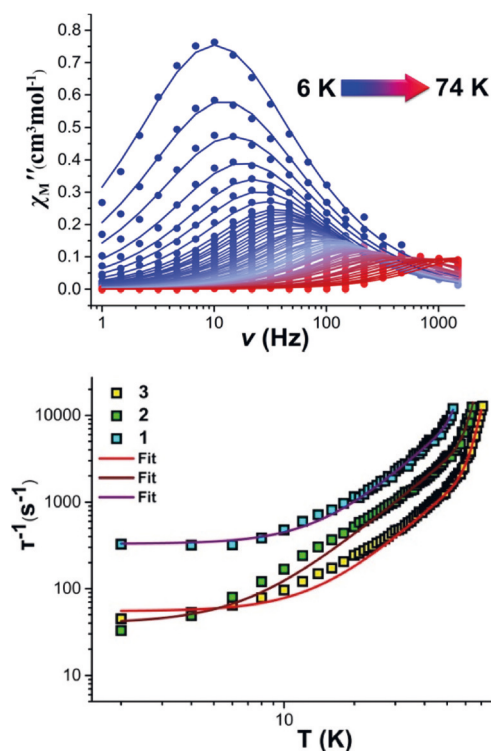 0.8
0.7
0.6
0.5
0.4
0.3
0.2
0.1
0.0
χM″(cm³mol⁻¹)
6 K 74 K
1 10 100 1000
ν (Hz)
10000
1000
100
10
τ⁻¹(s⁻¹)
3
2
1
Fit
Fit
Fit
10
T (K)